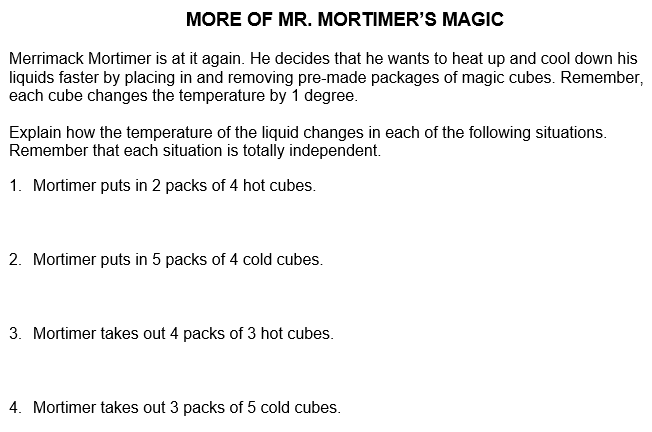 MORE OF MR. MORTIMER’S MAGIC
Merrimack Mortimer is at it again. He decides that he wants to heat up and cool down his
liquids faster by placing in and removing pre-made packages of magic cubes. Remember,
each cube changes the temperature by 1 degree.
Explain how the temperature of the liquid changes in each of the following situations.
Remember that each situation is totally independent.
1. Mortimer puts in 2 packs of 4 hot cubes.
2. Mortimer puts in 5 packs of 4 cold cubes.
3. Mortimer takes out 4 packs of 3 hot cubes.
4. Mortimer takes out 3 packs of 5 cold cubes.